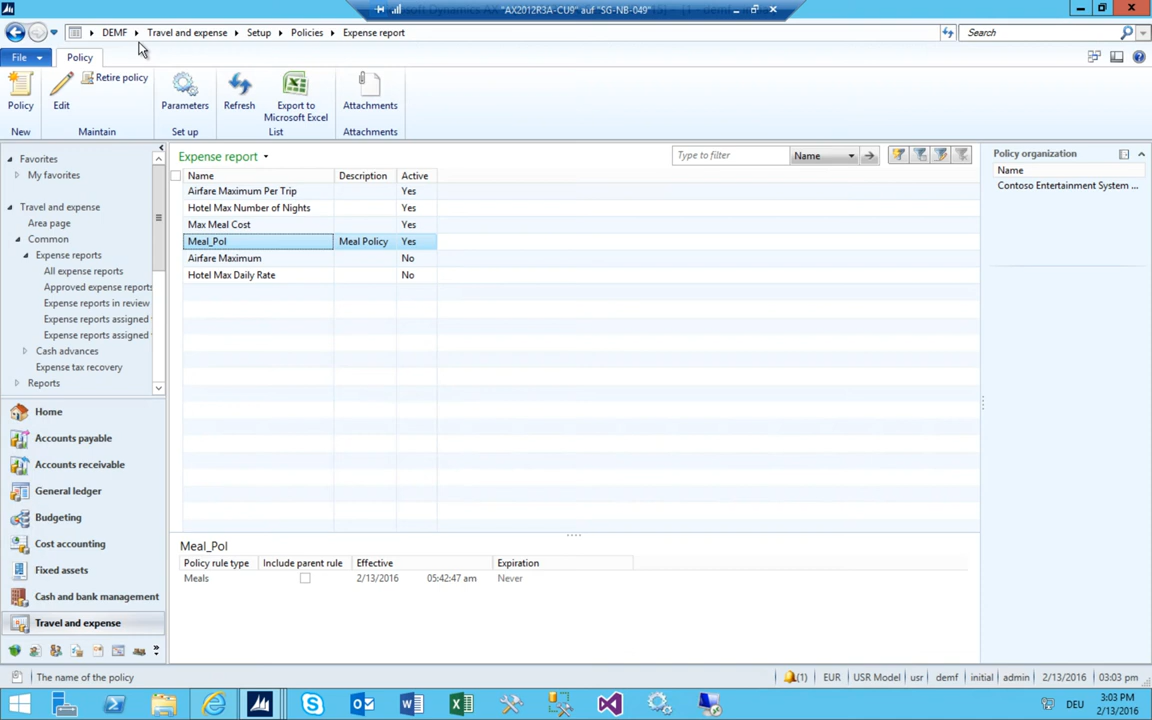 "AX2012R3A-CU9" auf "SG-NB-049"
DEMF Travel and expense Setup Policies Expense report
Search
File Policy
Policy
Edit
Retire policy
Parameters
Refresh
Export to
Microsoft Excel
Attachments
New Maintain Set up List Attachments
Favorites
My favorites
Travel and expense
Area page
Common
Expense reports
All expense reports
Approved expense reports
Expense reports in review
Expense reports assigned
Expense reports assigned
Cash advances
Expense tax recovery
Reports
Home
Accounts payable
Accounts receivable
General ledger
Budgeting
Cost accounting
Fixed assets
Cash and bank management
Travel and expense
Expense report
Type to filter Name
Name Description Active
Airfare Maximum Per Trip Yes
Hotel Max Number of Nights Yes
Max Meal Cost Yes
Meal_Pol Meal Policy Yes
Airfare Maximum No
Hotel Max Daily Rate No
Meal_Pol
Policy rule type Include parent rule Effective Expiration
Meals 2/13/2016 05:42:47 am Never
Policy organization
Name
Contoso Entertainment System ...
The name of the policy
(1) EUR USR Model usr demf initial admin 2/13/2016 03:03 pm
DEU
3:03 PM
2/13/2016